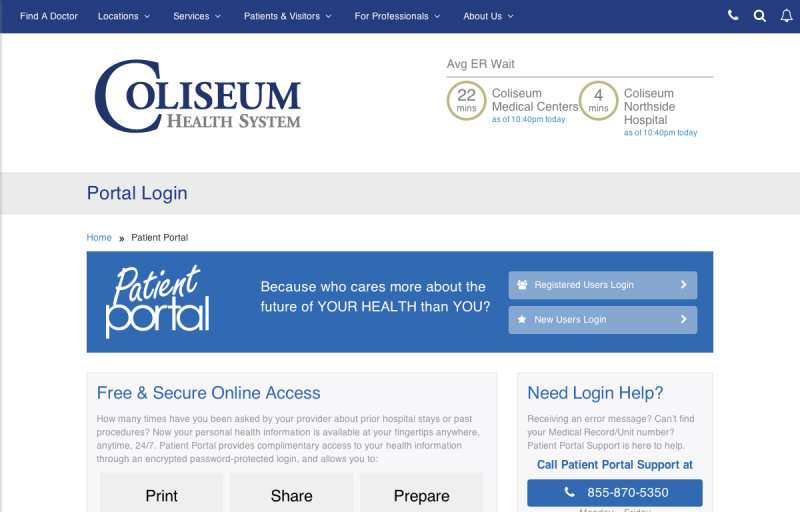 Find A Doctor Locations Services Patients & Visitors For Professionals About Us
COLISEUM
HEALTH SYSTEM
Avg ER Wait
22
mins
Coliseum
Medical Centers
as of 10:40pm today
4
mins
Coliseum
Northside
Hospital
as of 10:40pm today
Portal Login
Home » Patient Portal
Patient
portal
Because who cares more about the
future of YOUR HEALTH than YOU?
Registered Users Login
New Users Login
Free & Secure Online Access
How many times have you been asked by your provider about prior hospital stays or past
procedures? Now your personal health information is available at your fingertips anywhere,
anytime, 24/7. Patient Portal provides complimentary access to your health information
through an encrypted password-protected login, and allows you to:
Print Share Prepare
Need Login Help?
Receiving an error message? Can't find
your Medical Record/Unit number?
Patient Portal Support is here to help.
Call Patient Portal Support at
855-870-5350
Monday - Friday